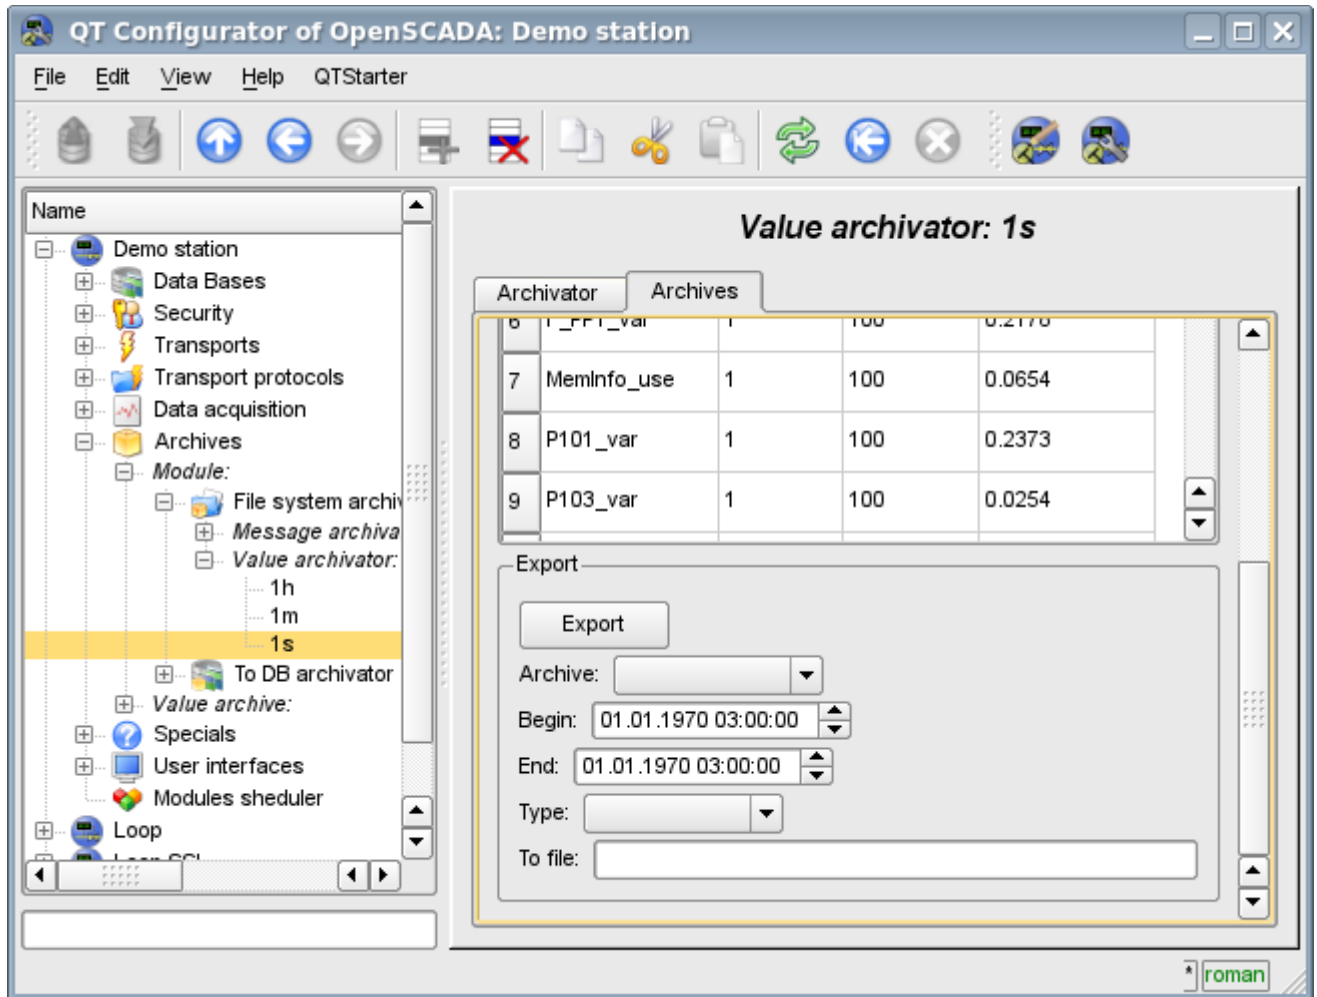 QT Configurator of OpenSCADA: Demo station
File Edit View Help QTStarter
Name
Demo station
Data Bases
Security
Transports
Transport protocols
Data acquisition
Archives
Module:
File system archiv
Message archiva
Value archivator:
1h
1m
1s
To DB archivator
Value archive:
Specials
User interfaces
Modules sheduler
Loop
Value archivator: 1s
Archivator Archives
7 MemInfo_use 1 100 0.0654
8 P101_var 1 100 0.2373
9 P103_var 1 100 0.0254
Export
Export
Archive:
Begin: 01.01.1970 03:00:00
End: 01.01.1970 03:00:00
Type:
To file:
* roman